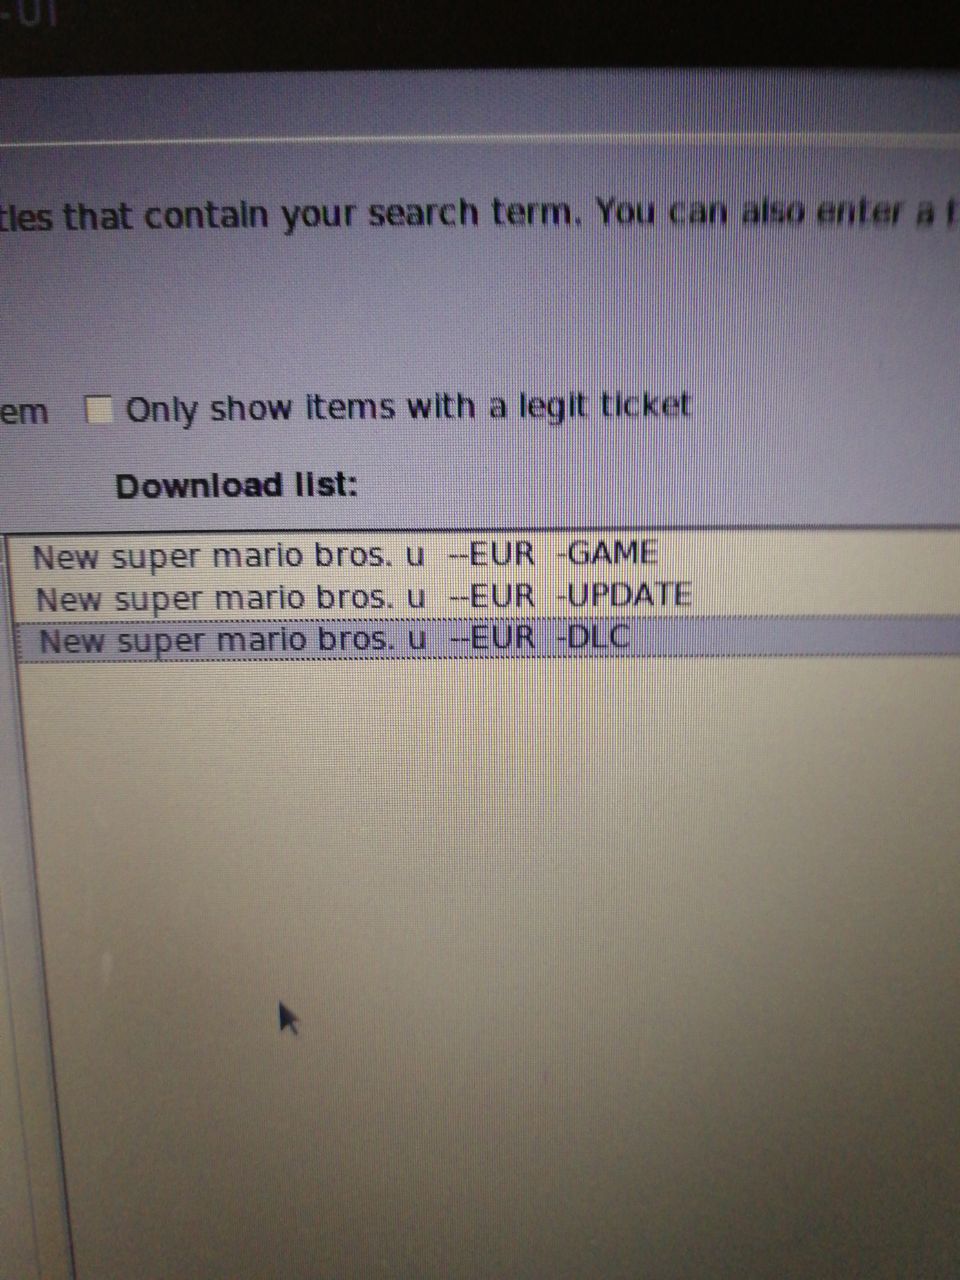 -UI
tles that contain your search term. You can also enter a t
em Only show items with a legit ticket
Download list:
New super mario bros. u --EUR -GAME
New super mario bros. u --EUR -UPDATE
New super mario bros. u --EUR -DLC